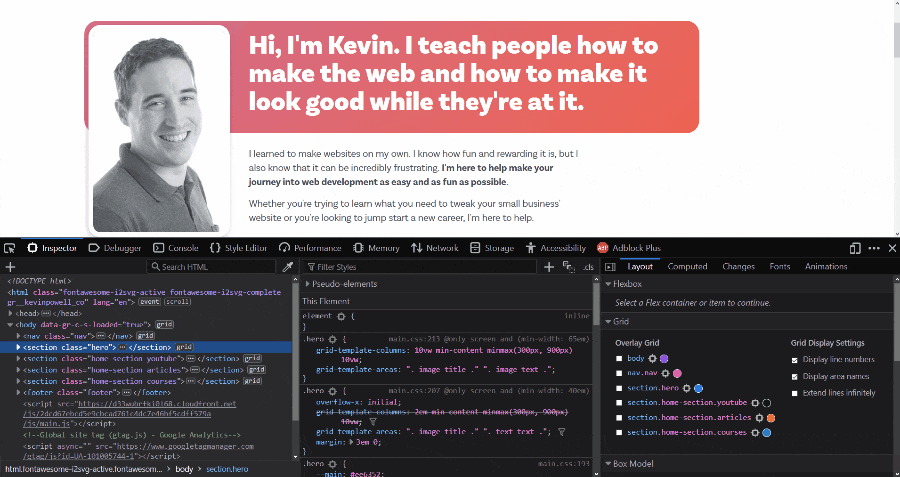 Hi, I'm Kevin. I teach people how to
make the web and how to make it
look good while they're at it.
I learned to make websites on my own. I know how fun and rewarding it is, but I
also know that it can be incredibly frustrating. I'm here to help make your
journey into web development as easy and as fun as possible.
Whether you're trying to learn what you need to tweak your small business'
website or you're looking to jump start a new career, I'm here to help.
Inspector Debugger Console Style Editor Performance Memory Network Storage Accessibility Adblock Plus
Search HTML
<!DOCTYPE html>
<html class="fontawesome-i2svg-active fontawesome-i2svg-complete
gr__kevinpowell_co" lang="en"> event scroll
<head> </head>
<body data-gr-c-s-loaded="true"> grid
<nav class="nav"> </nav> grid
<section class="hero"> </section> grid
<section class="home-section youtube"> </section> grid
<section class="home-section articles"> </section> grid
<section class="home-section courses"> </section> grid
<footer class="footer"> </footer>
<script src="
/js/main.js"></script>
<!--Global site tag (gtag.js) - Google Analytics-->
<script async="" src="https://www.googletagmanager.com
/gtag/js?id=UA-101005744-1"></script>
html.fontawesome-i2svg-active.fontawesom... body section.hero
Filter Styles :hov .cls
Pseudo-elements
This Element
element { inline
}
.hero { main.css:213 @only screen and (min-width: 65em)
grid-template-columns: 10vw min-content minmax(300px, 900px)
10vw;
grid-template-areas: ". image title ." ". image text .";
}
.hero { main.css:207 @only screen and (min-width: 40em)
overflow-x: initial;
grid-template-columns: 2em min-content minmax(300px, 900px)
grid-template-areas: ". image title ." ". text text .";
margin: 3em 0;
}
.hero { main.css:193
--main: #ee6352;
Layout Computed Changes Fonts Animations
Flexbox
Select a Flex container or item to continue.
Grid
Overlay Grid Grid Display Settings
body Display line numbers
nav.nav Display area names
section.hero Extend lines infinitely
section.home-section.youtube
section.home-section.articles
section.home-section.courses
Box Model